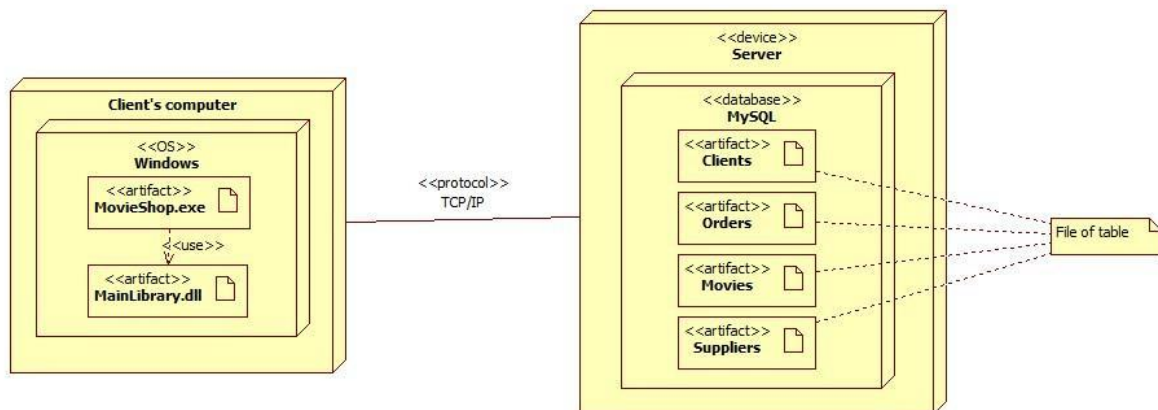 Client's computer
<<OS>>
Windows
<<artifact>>
MovieShop.exe
<<use>>
<<artifact>>
MainLibrary.dll
<<protocol>>
TCP/IP
<<device>>
Server
<<database>>
MySQL
<<artifact>>
Clients
<<artifact>>
Orders
<<artifact>>
Movies
<<artifact>>
Suppliers
File of table